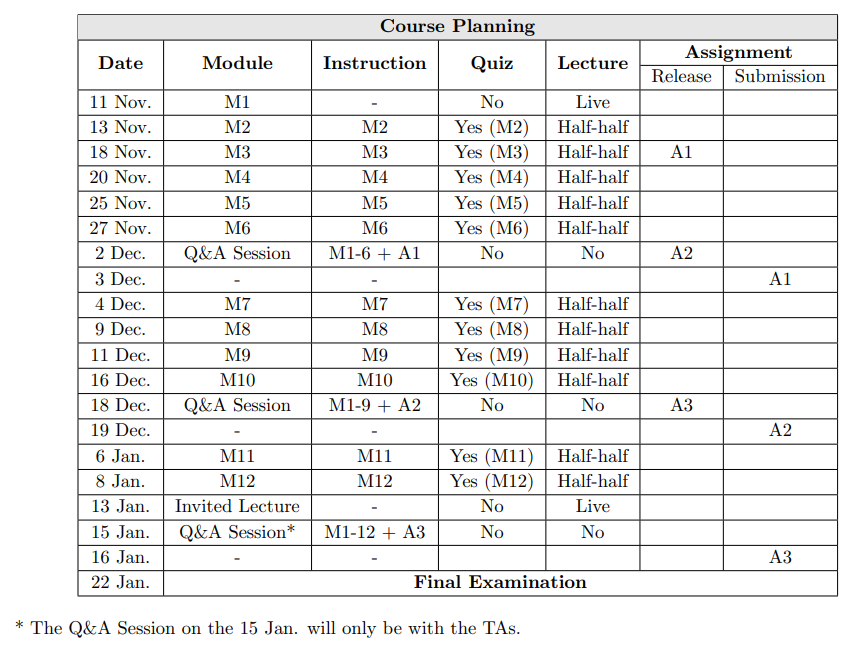 Course Planning
Date Module Instruction Quiz Lecture Assignment
Release Submission
11 Nov. M1 - No Live
13 Nov. M2 M2 Yes (M2) Half-half
18 Nov. M3 M3 Yes (M3) Half-half A1
20 Nov. M4 M4 Yes (M4) Half-half
25 Nov. M5 M5 Yes (M5) Half-half
27 Nov. M6 M6 Yes (M6) Half-half
2 Dec. Q&A Session M1-6 + A1 No No A2
3 Dec. - - A1
4 Dec. M7 M7 Yes (M7) Half-half
9 Dec. M8 M8 Yes (M8) Half-half
11 Dec. M9 M9 Yes (M9) Half-half
16 Dec. M10 M10 Yes (M10) Half-half
18 Dec. Q&A Session M1-9 + A2 No No A3
19 Dec. - - A2
6 Jan. M11 M11 Yes (M11) Half-half
8 Jan. M12 M12 Yes (M12) Half-half
13 Jan. Invited Lecture - No Live
15 Jan. Q&A Session* M1-12 + A3 No No
16 Jan. - - A3
22 Jan. Final Examination
* The Q&A Session on the 15 Jan. will only be with the TAs.